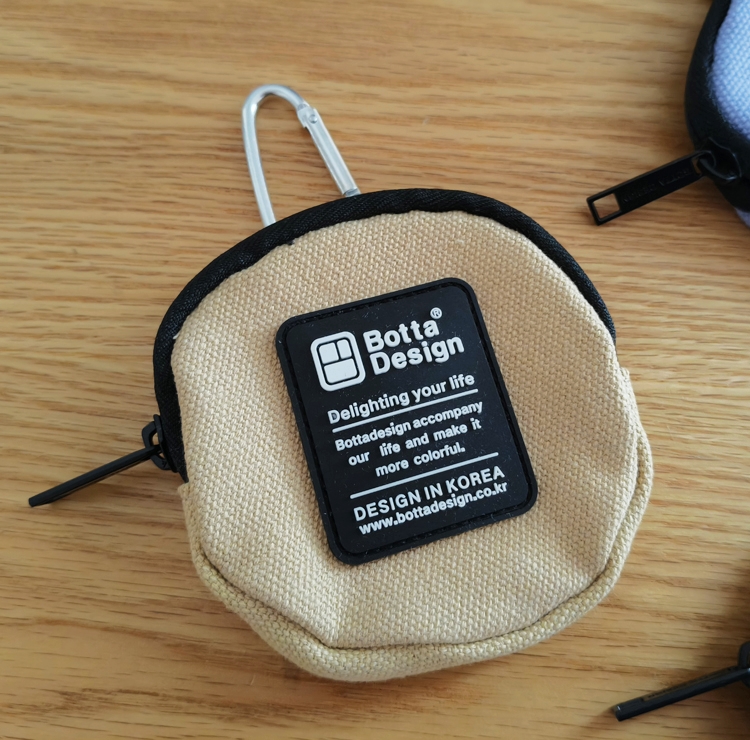 Botta®
Design
Delighting your life
Bottadesign accompany
our life and make it
more colorful.
DESIGN IN KOREA
www.bottadesign.co.kr